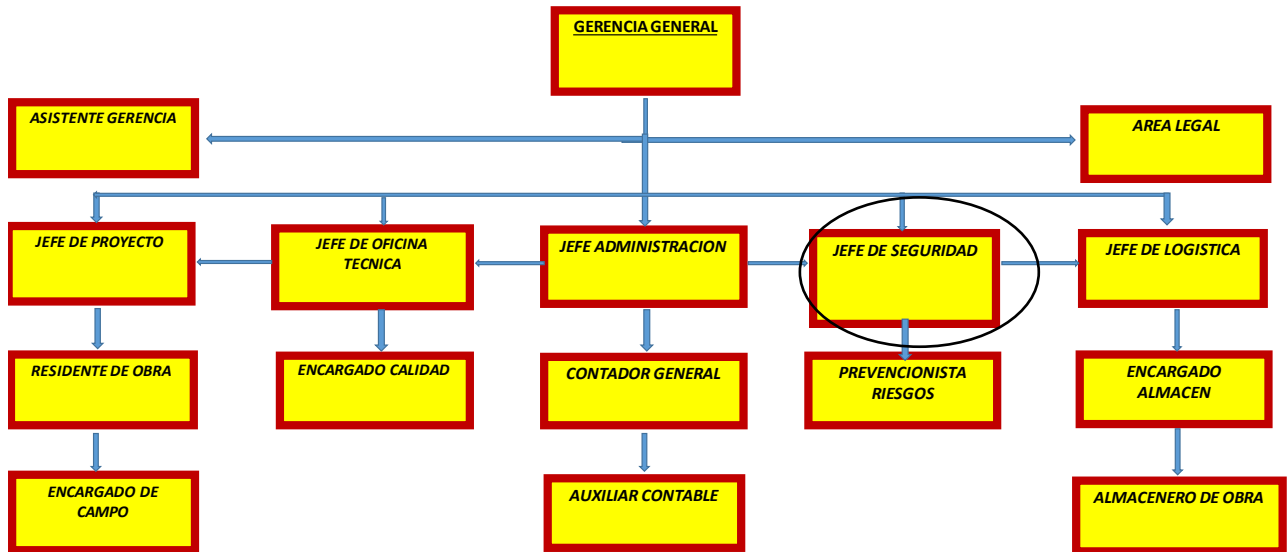 GERENCIA GENERAL
ASISTENTE GERENCIA
AREA LEGAL
JEFE DE PROYECTO
JEFE DE OFICINA
TECNICA
JEFE ADMINISTRACION
JEFE DE SEGURIDAD
JEFE DE LOGISTICA
RESIDENTE DE OBRA
ENCARGADO CALIDAD
CONTADOR GENERAL
PREVENCIONISTA
RIESGOS
ENCARGADO
ALMACEN
ENCARGADO DE
CAMPO
AUXILIAR CONTABLE
ALMACENERO DE OBRA